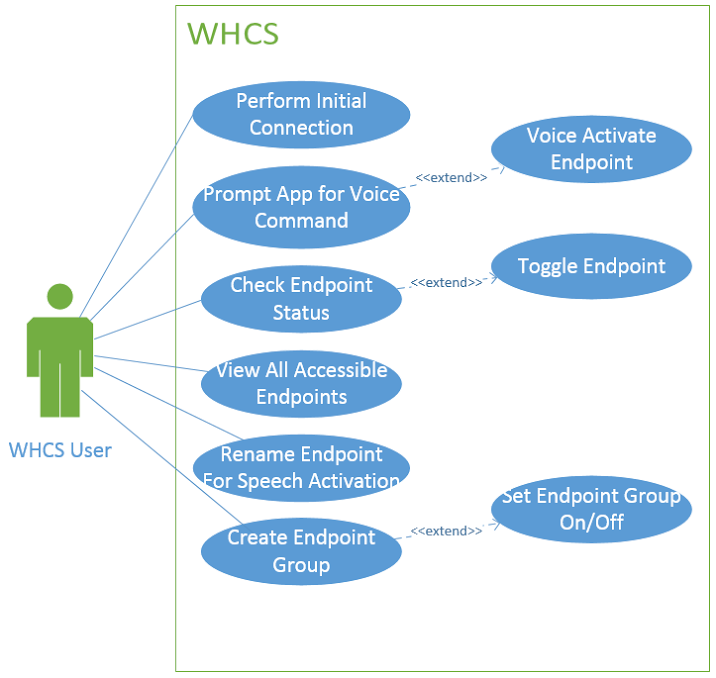 WHCS
Perform Initial
Connection
Voice Activate
Endpoint
<<extend>>
Prompt App for Voice
Command
Toggle Endpoint
<<extend>>
Check Endpoint
Status
View All Accessible
Endpoints
WHCS User
Rename Endpoint
For Speech Activation
Set Endpoint Group
On/Off
<<extend>>
Create Endpoint
Group